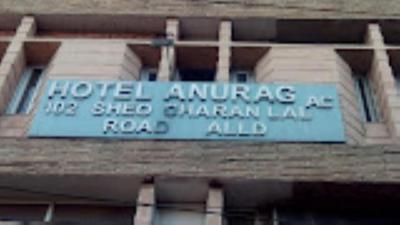 HOTEL ANURAG AC
102 SHEO CHARAN LAL
ROAD ALLD